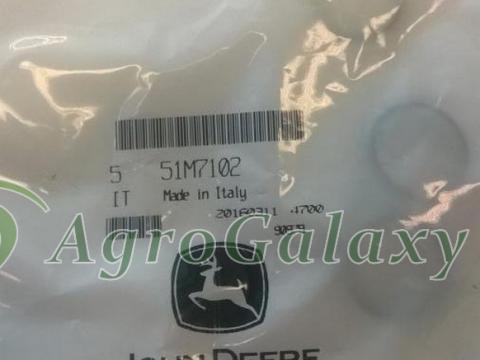 5 51M7102
IT Made in Italy
20160311 4700
AgroGalaxy
JOHN DEERE